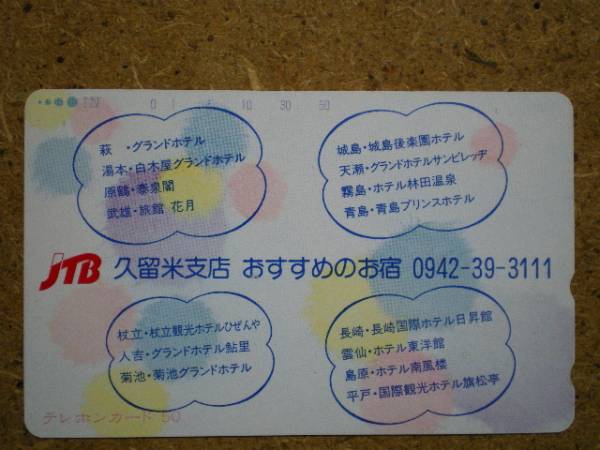 0 1 5 10 30 50
萩 ・グランドホテル
湯本・白木屋グランドホテル
原鶴・泰泉閣
武雄・旅館 花月
城島・城島後楽園ホテル
天瀬・グランドホテルサンビレッヂ
霧島・ホテル林田温泉
青島・青島プリンスホテル
JTB 久留米支店 おすすめのお宿 0942-39-3111
杖立・杖立観光ホテルひぜんや
人吉・グランドホテル鮎里
菊池・菊池グランドホテル
長崎・長崎国際ホテル日昇館
雲仙・ホテル東洋館
島原・ホテル南風楼
平戸・国際観光ホテル旗松亭
テレホンカード 50